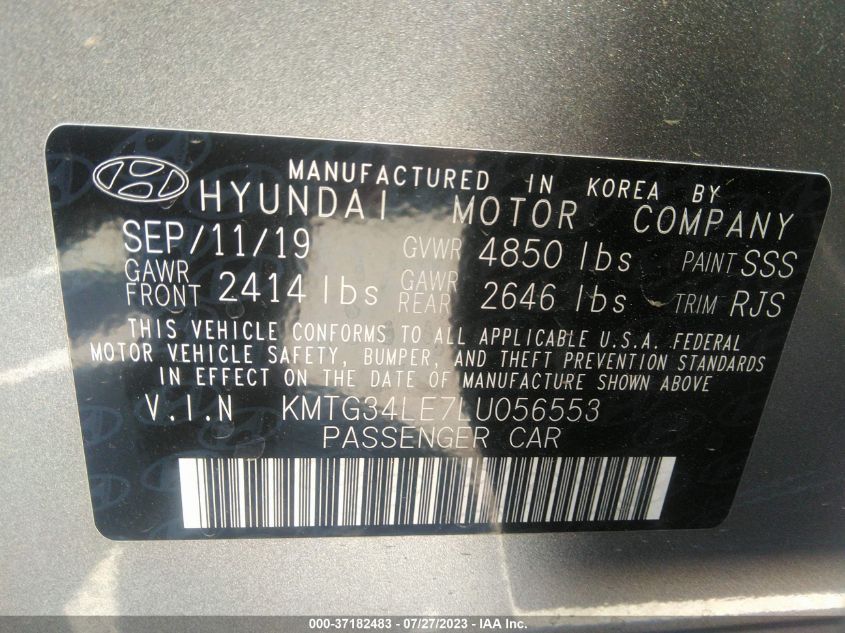 MANUFACTURED IN KOREA BY
HYUNDAI MOTOR COMPANY
SEP/11/19 GVWR 4850 lbs PAINT SSS
GAWR FRONT 2414 lbs GAWR REAR 2646 lbs TRIM RJS
THIS VEHICLE CONFORMS TO ALL APPLICABLE U.S.A. FEDERAL
MOTOR VEHICLE SAFETY, BUMPER, AND THEFT PREVENTION STANDARDS
IN EFFECT ON THE DATE OF MANUFACTURE SHOWN ABOVE
V.I.N KMTG34LE7LU056553
PASSENGER CAR
000-37182483 - 07/27/2023 - IAA Inc.